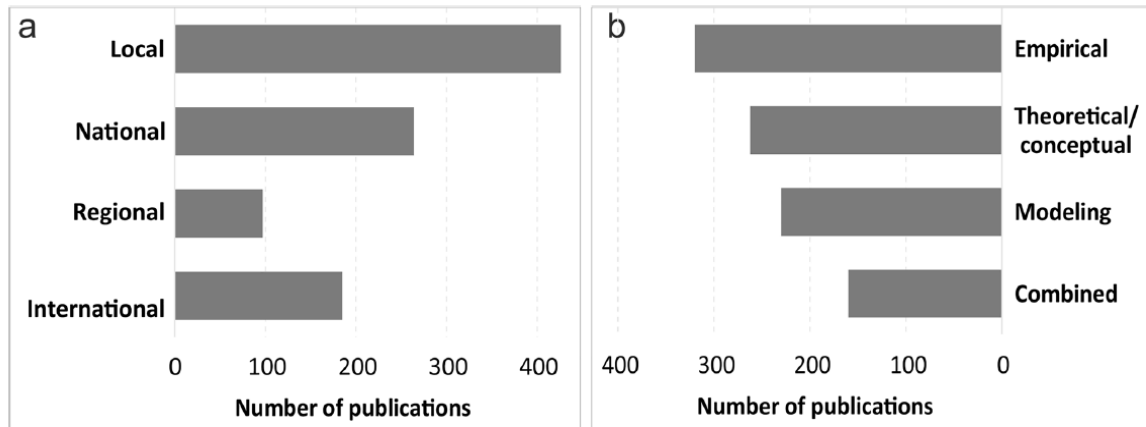 a
Local
National
Regional
International
0 100 200 300 400
Number of publications
b
Empirical
Theoretical/
conceptual
Modeling
Combined
400 300 200 100 0
Number of publications